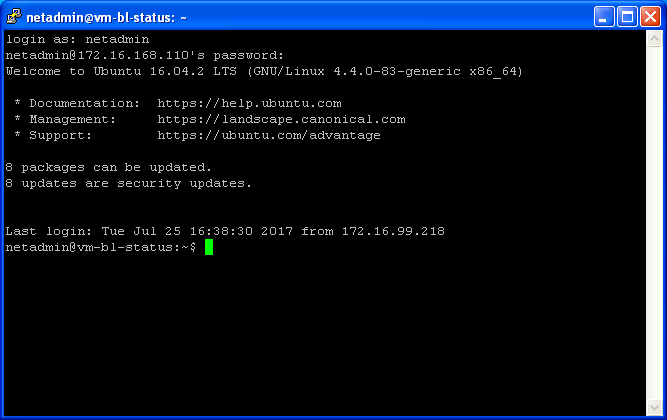 netadmin@vm-bl-status: ~
login as: netadmin
netadmin@172.16.168.110's password:
Welcome to Ubuntu 16.04.2 LTS (GNU/Linux 4.4.0-83-generic x86_64)
* Documentation:  https://help.ubuntu.com
* Management:     https://landscape.canonical.com
* Support:        https://ubuntu.com/advantage
8 packages can be updated.
8 updates are security updates.
Last login: Tue Jul 25 16:38:30 2017 from 172.16.99.218
netadmin@vm-bl-status:~$